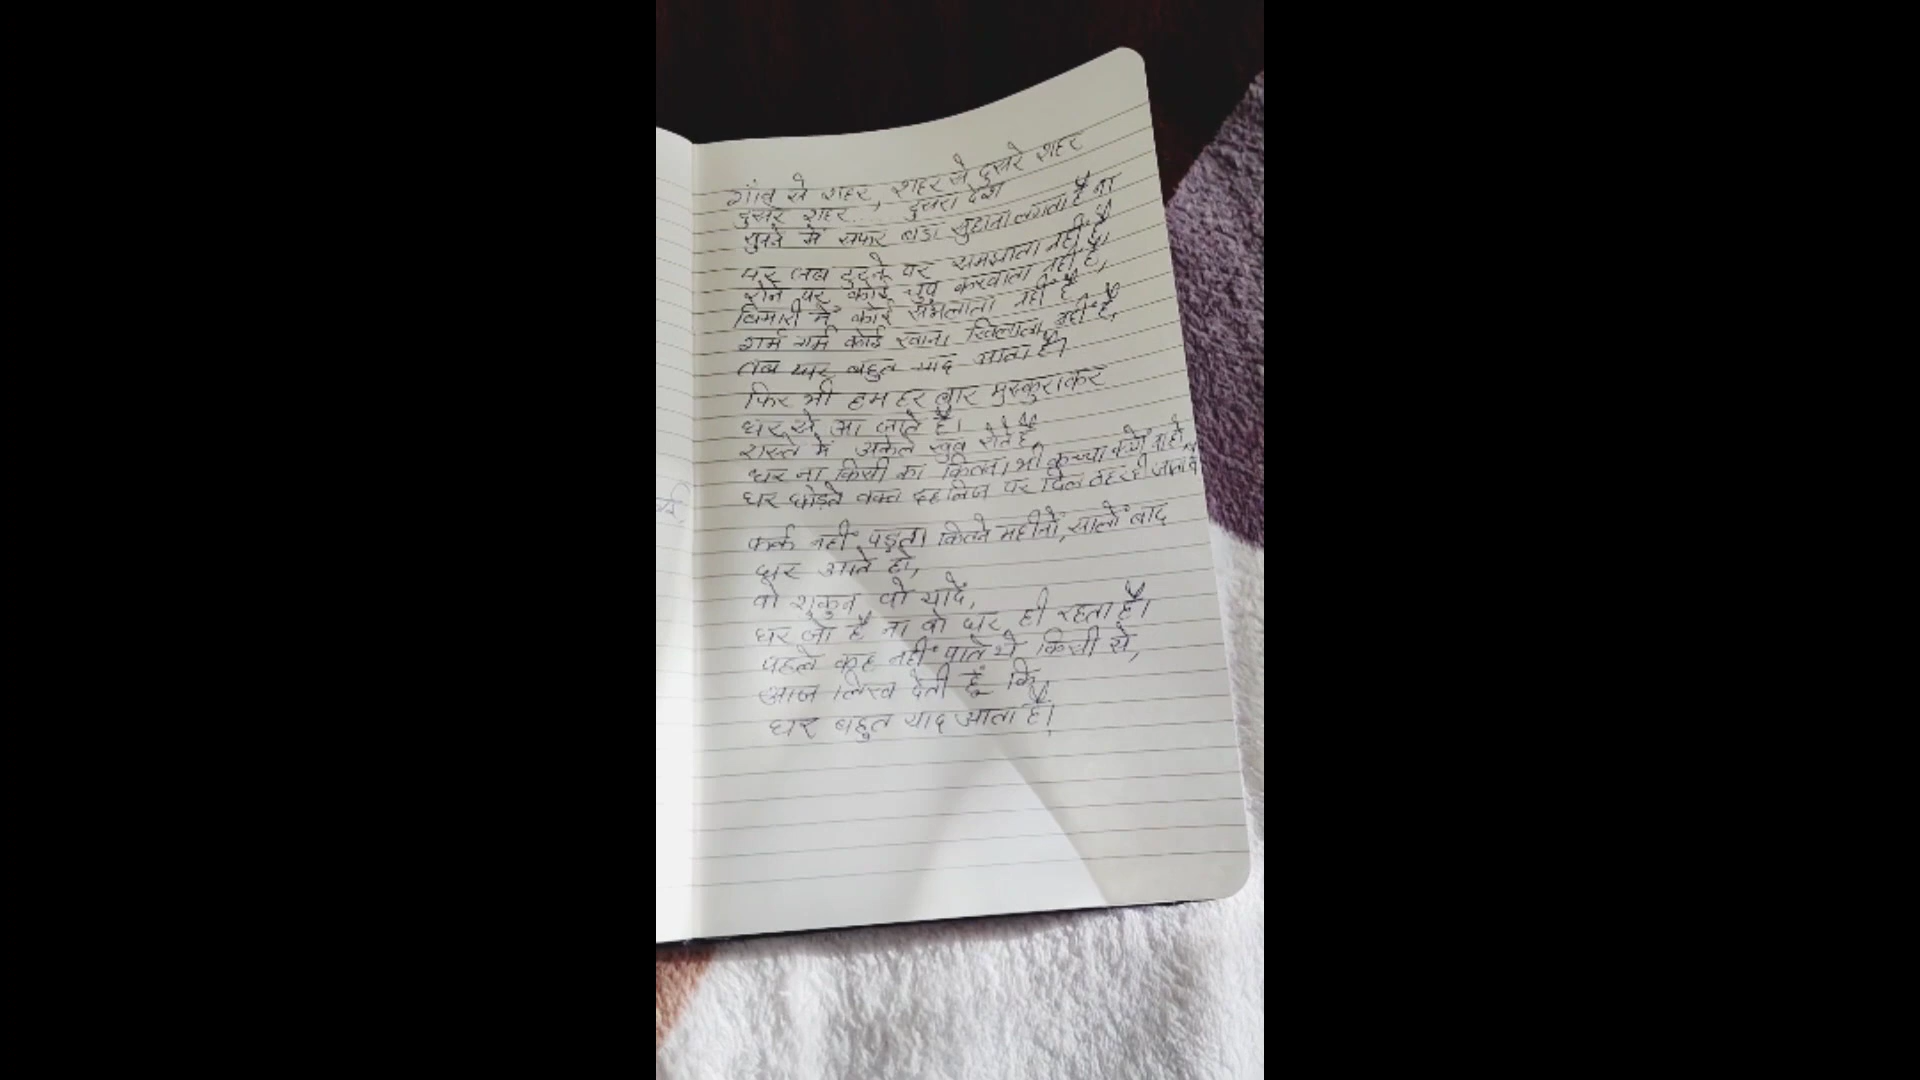 गांव से शहर, शहर से दुसरे शहर
दुसरे शहर.., दुसरा देश
सुनने में सफर बडा सुहाना लगता है ना
पर जब टुटने पर समझाता नहीं है,
रोने पर कोई चुप करवाता नहीं है,
बिमारी में कोई संभलाता नहीं है
गर्म गर्म कोई खाना खिलाता नहीं है,
तब घर बहुत याद आता है।
फिर भी हम हर बार मुस्कुराकर
घर से आ जाते है।
रास्ते में अकेले खुब रोते है
घर ना किसी का कितना भी कच्चा क्यों ना हो
घर छोड़ते वक्त दहलिज पर दिल ठहर ही जाता है
फर्क नहीं पड़ता कितने महीनों, सालों बाद
घर आते हो,
वो शुकुन वो यादें,
घर जो है ना वो घर ही रहता है।
पहले कह नहीं पाते थे किसी से,
आज लिख देती हूं कि
घर बहुत याद आता है।